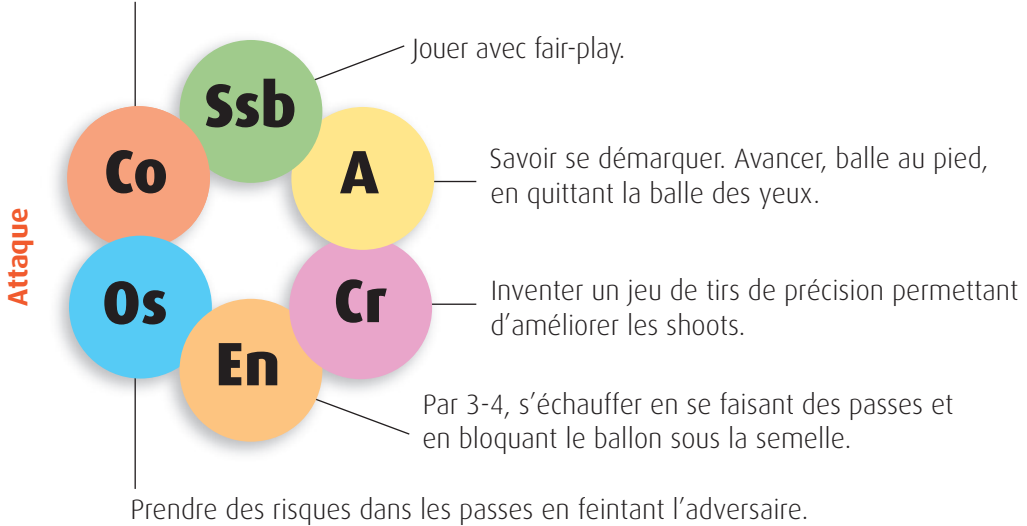 Jouer avec fair-play.
Ssb
Co
A
Savoir se démarquer. Avancer, balle au pied,
en quittant la balle des yeux.
Attaque
Os
Cr
Inventer un jeu de tirs de précision permettant
d'améliorer les shoots.
En
Par 3-4, s'échauffer en se faisant des passes et
en bloquant le ballon sous la semelle.
Prendre des risques dans les passes en feintant l'adversaire.